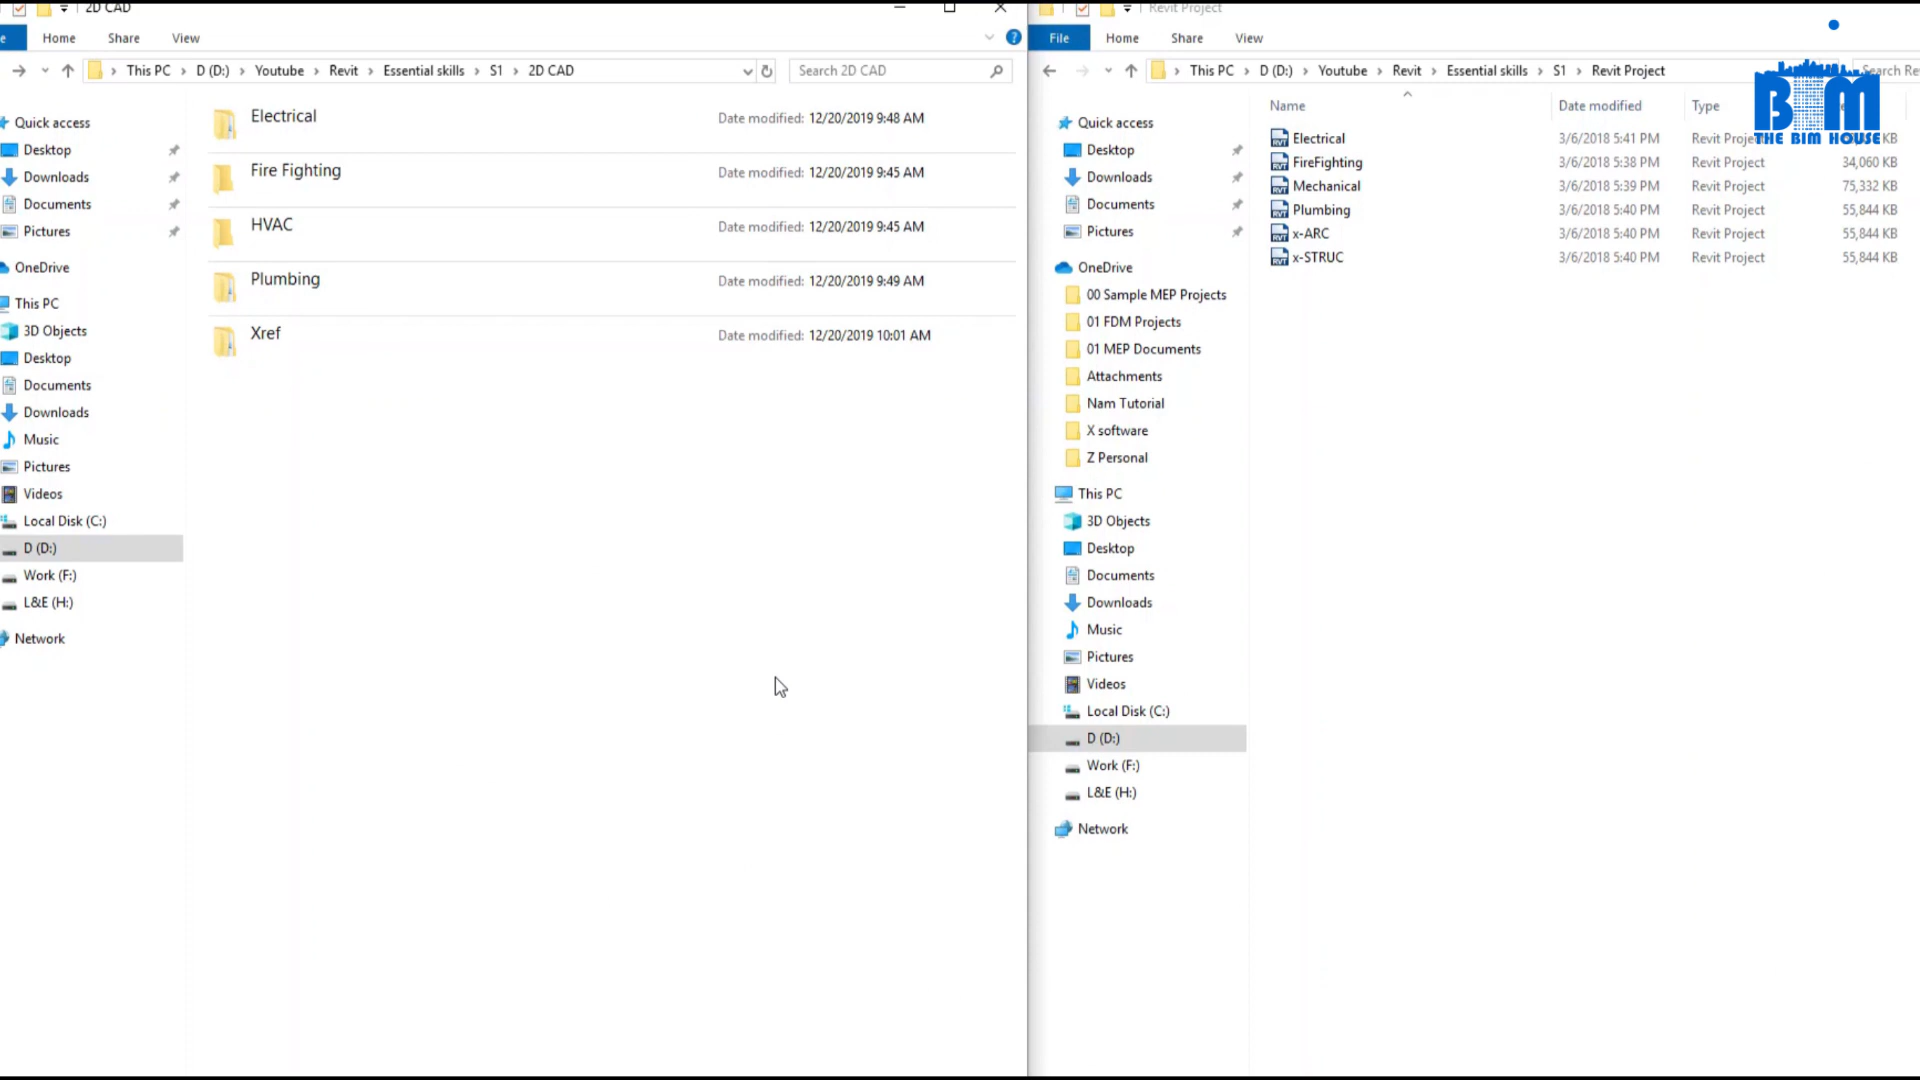 2D CAD
Home Share View
This PC > D (D:) > Youtube > Revit > Essential skills > S1 > 2D CAD
Search 2D CAD
Quick access
Desktop
Downloads
Documents
Pictures
OneDrive
This PC
3D Objects
Desktop
Documents
Downloads
Music
Pictures
Videos
Local Disk (C:)
D (D:)
Work (F:)
L&E (H:)
Network
Electrical Date modified: 12/20/2019 9:48 AM
Fire Fighting Date modified: 12/20/2019 9:45 AM
HVAC Date modified: 12/20/2019 9:45 AM
Plumbing Date modified: 12/20/2019 9:49 AM
Xref Date modified: 12/20/2019 10:01 AM
Revit Project
File Home Share View
This PC > D (D:) > Youtube > Revit > Essential skills > S1 > Revit Project
Search Re
BIM
THE BIM HOUSE
Quick access
Desktop
Downloads
Documents
Pictures
OneDrive
00 Sample MEP Projects
01 FDM Projects
01 MEP Documents
Attachments
Nam Tutorial
X software
Z Personal
This PC
3D Objects
Desktop
Documents
Downloads
Music
Pictures
Videos
Local Disk (C:)
D (D:)
Work (F:)
L&E (H:)
Network
Name Date modified Type
Electrical 3/6/2018 5:41 PM Revit KB
FireFighting 3/6/2018 5:38 PM Revit Project 34,060 KB
Mechanical 3/6/2018 5:39 PM Revit Project 75,332 KB
Plumbing 3/6/2018 5:40 PM Revit Project 55,844 KB
x-ARC 3/6/2018 5:40 PM Revit Project 55,844 KB
x-STRUC 3/6/2018 5:40 PM Revit Project 55,844 KB